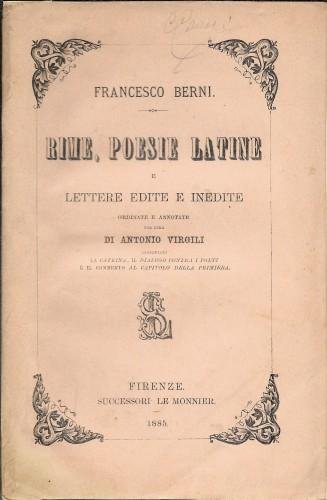 FRANCESCO BERNI.
RIME, POESIE LATINE
E
LETTERE EDITE E INEDITE
ORDINATE E ANNOTATE
PER CURA
DI ANTONIO VIRGILI
AGGIUNTIVI
LA CATRINA, IL DIALOGO CONTRA I POETI
E IL COMMENTO AL CAPITOLO DELLA PRIMIERA.
FIRENZE.
SUCCESSORI LE MONNIER.
1885.